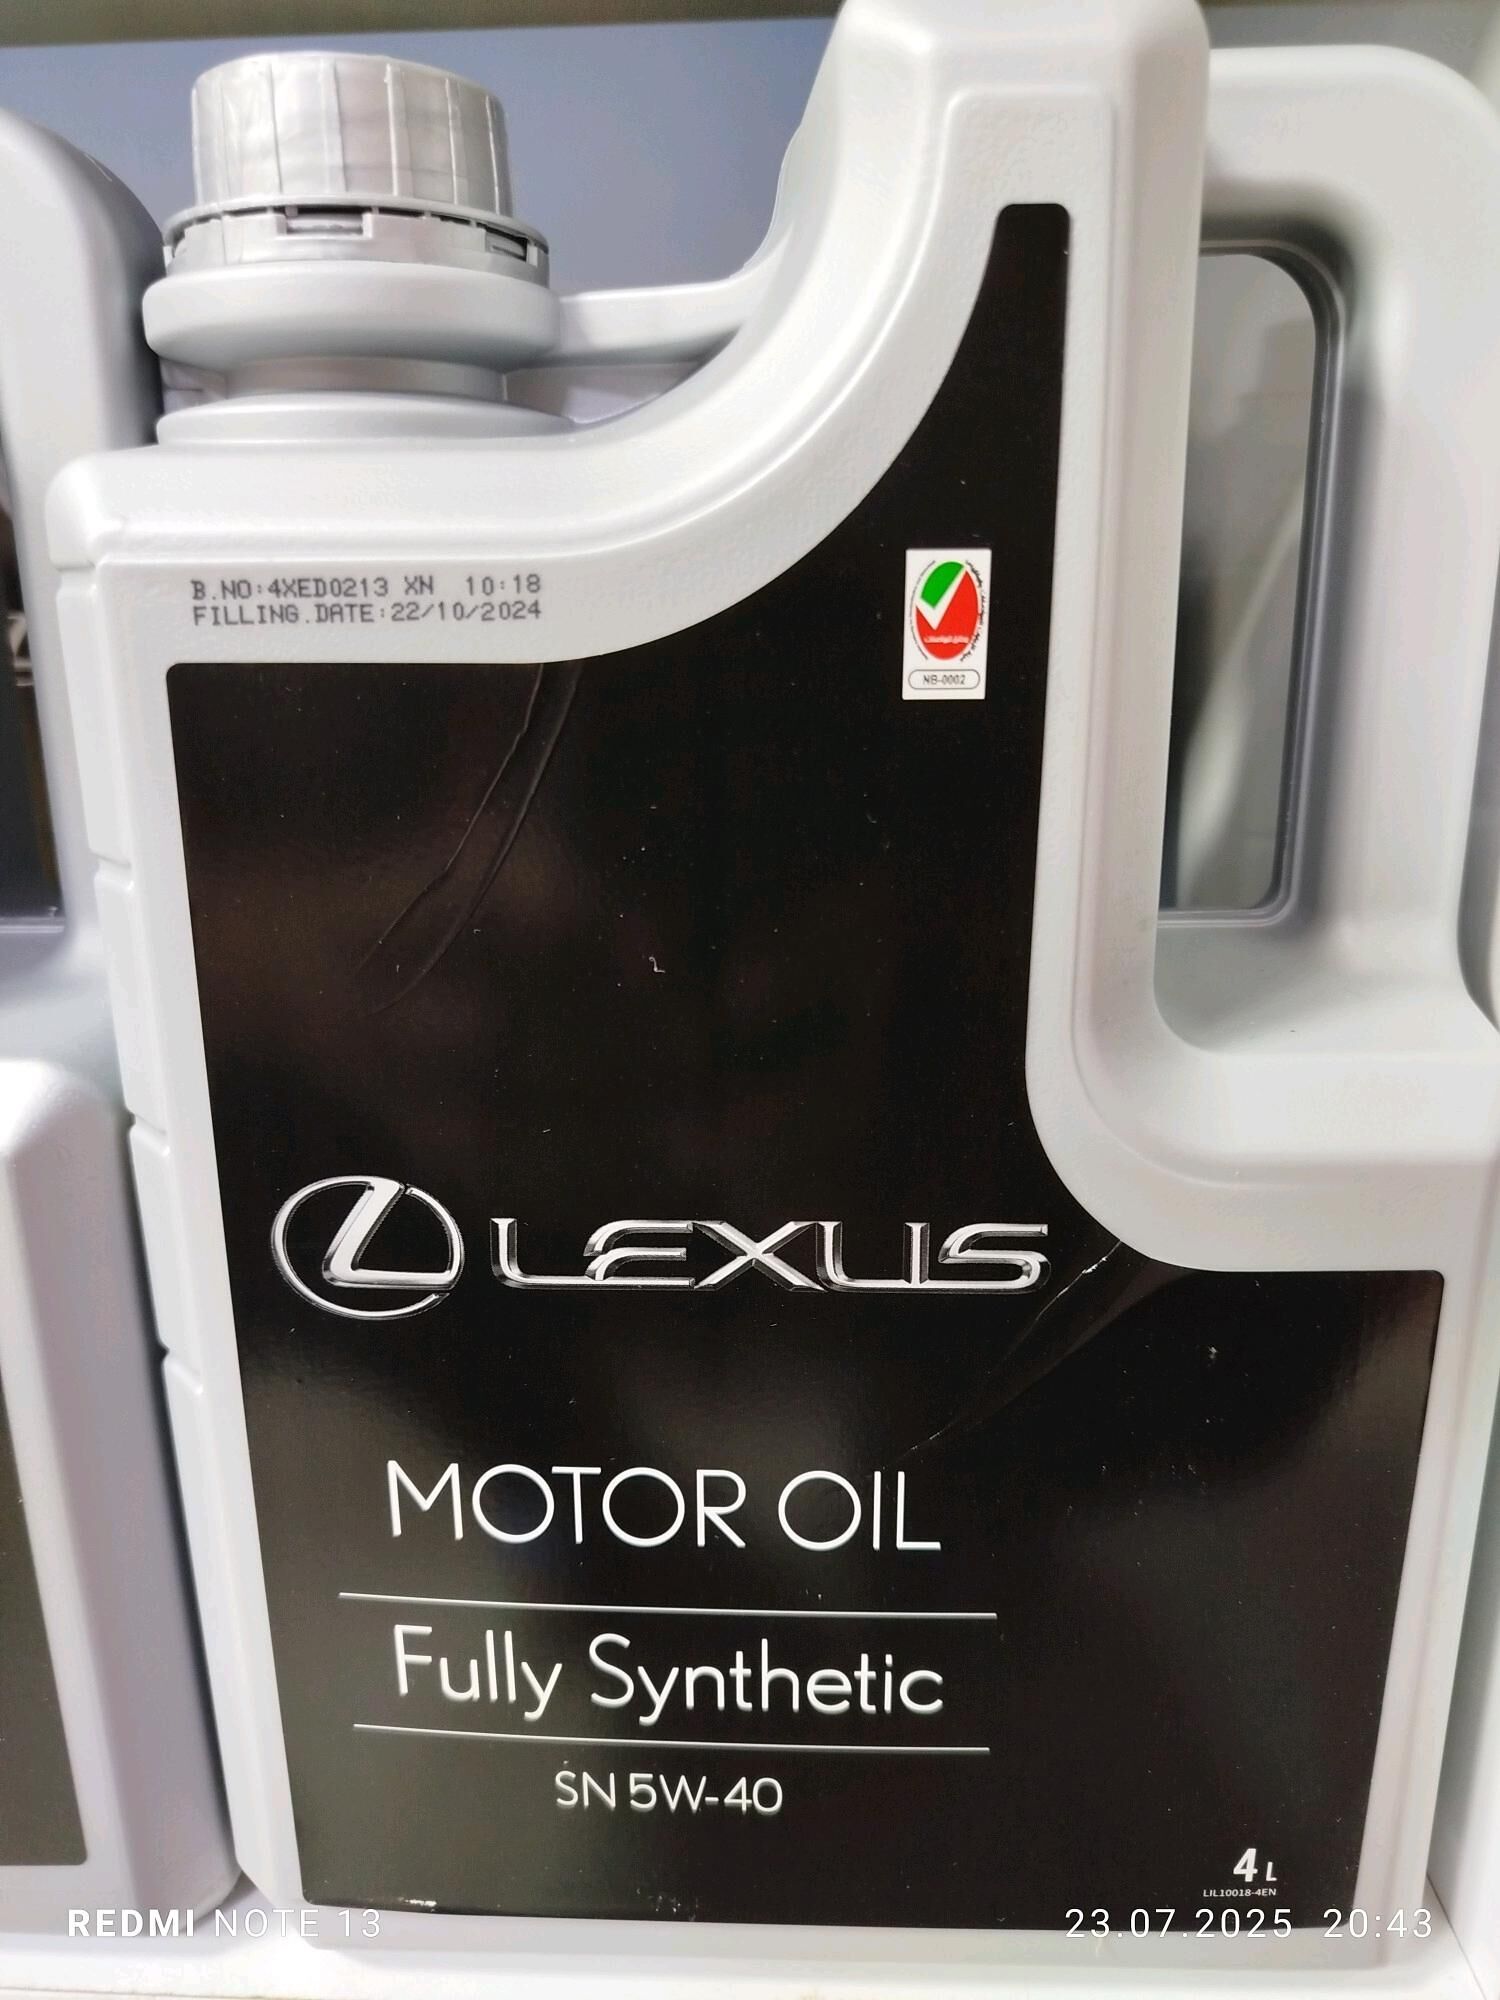 B.NO:4XED0213 XN 10:18
FILLING.DATE:22/10/2024
NB-0002
LEXUS
MOTOR OIL
Fully Synthetic
SN 5W-40
4 L
LIL10018-4EN
REDMI NOTE 13
23.07.2025 20:43